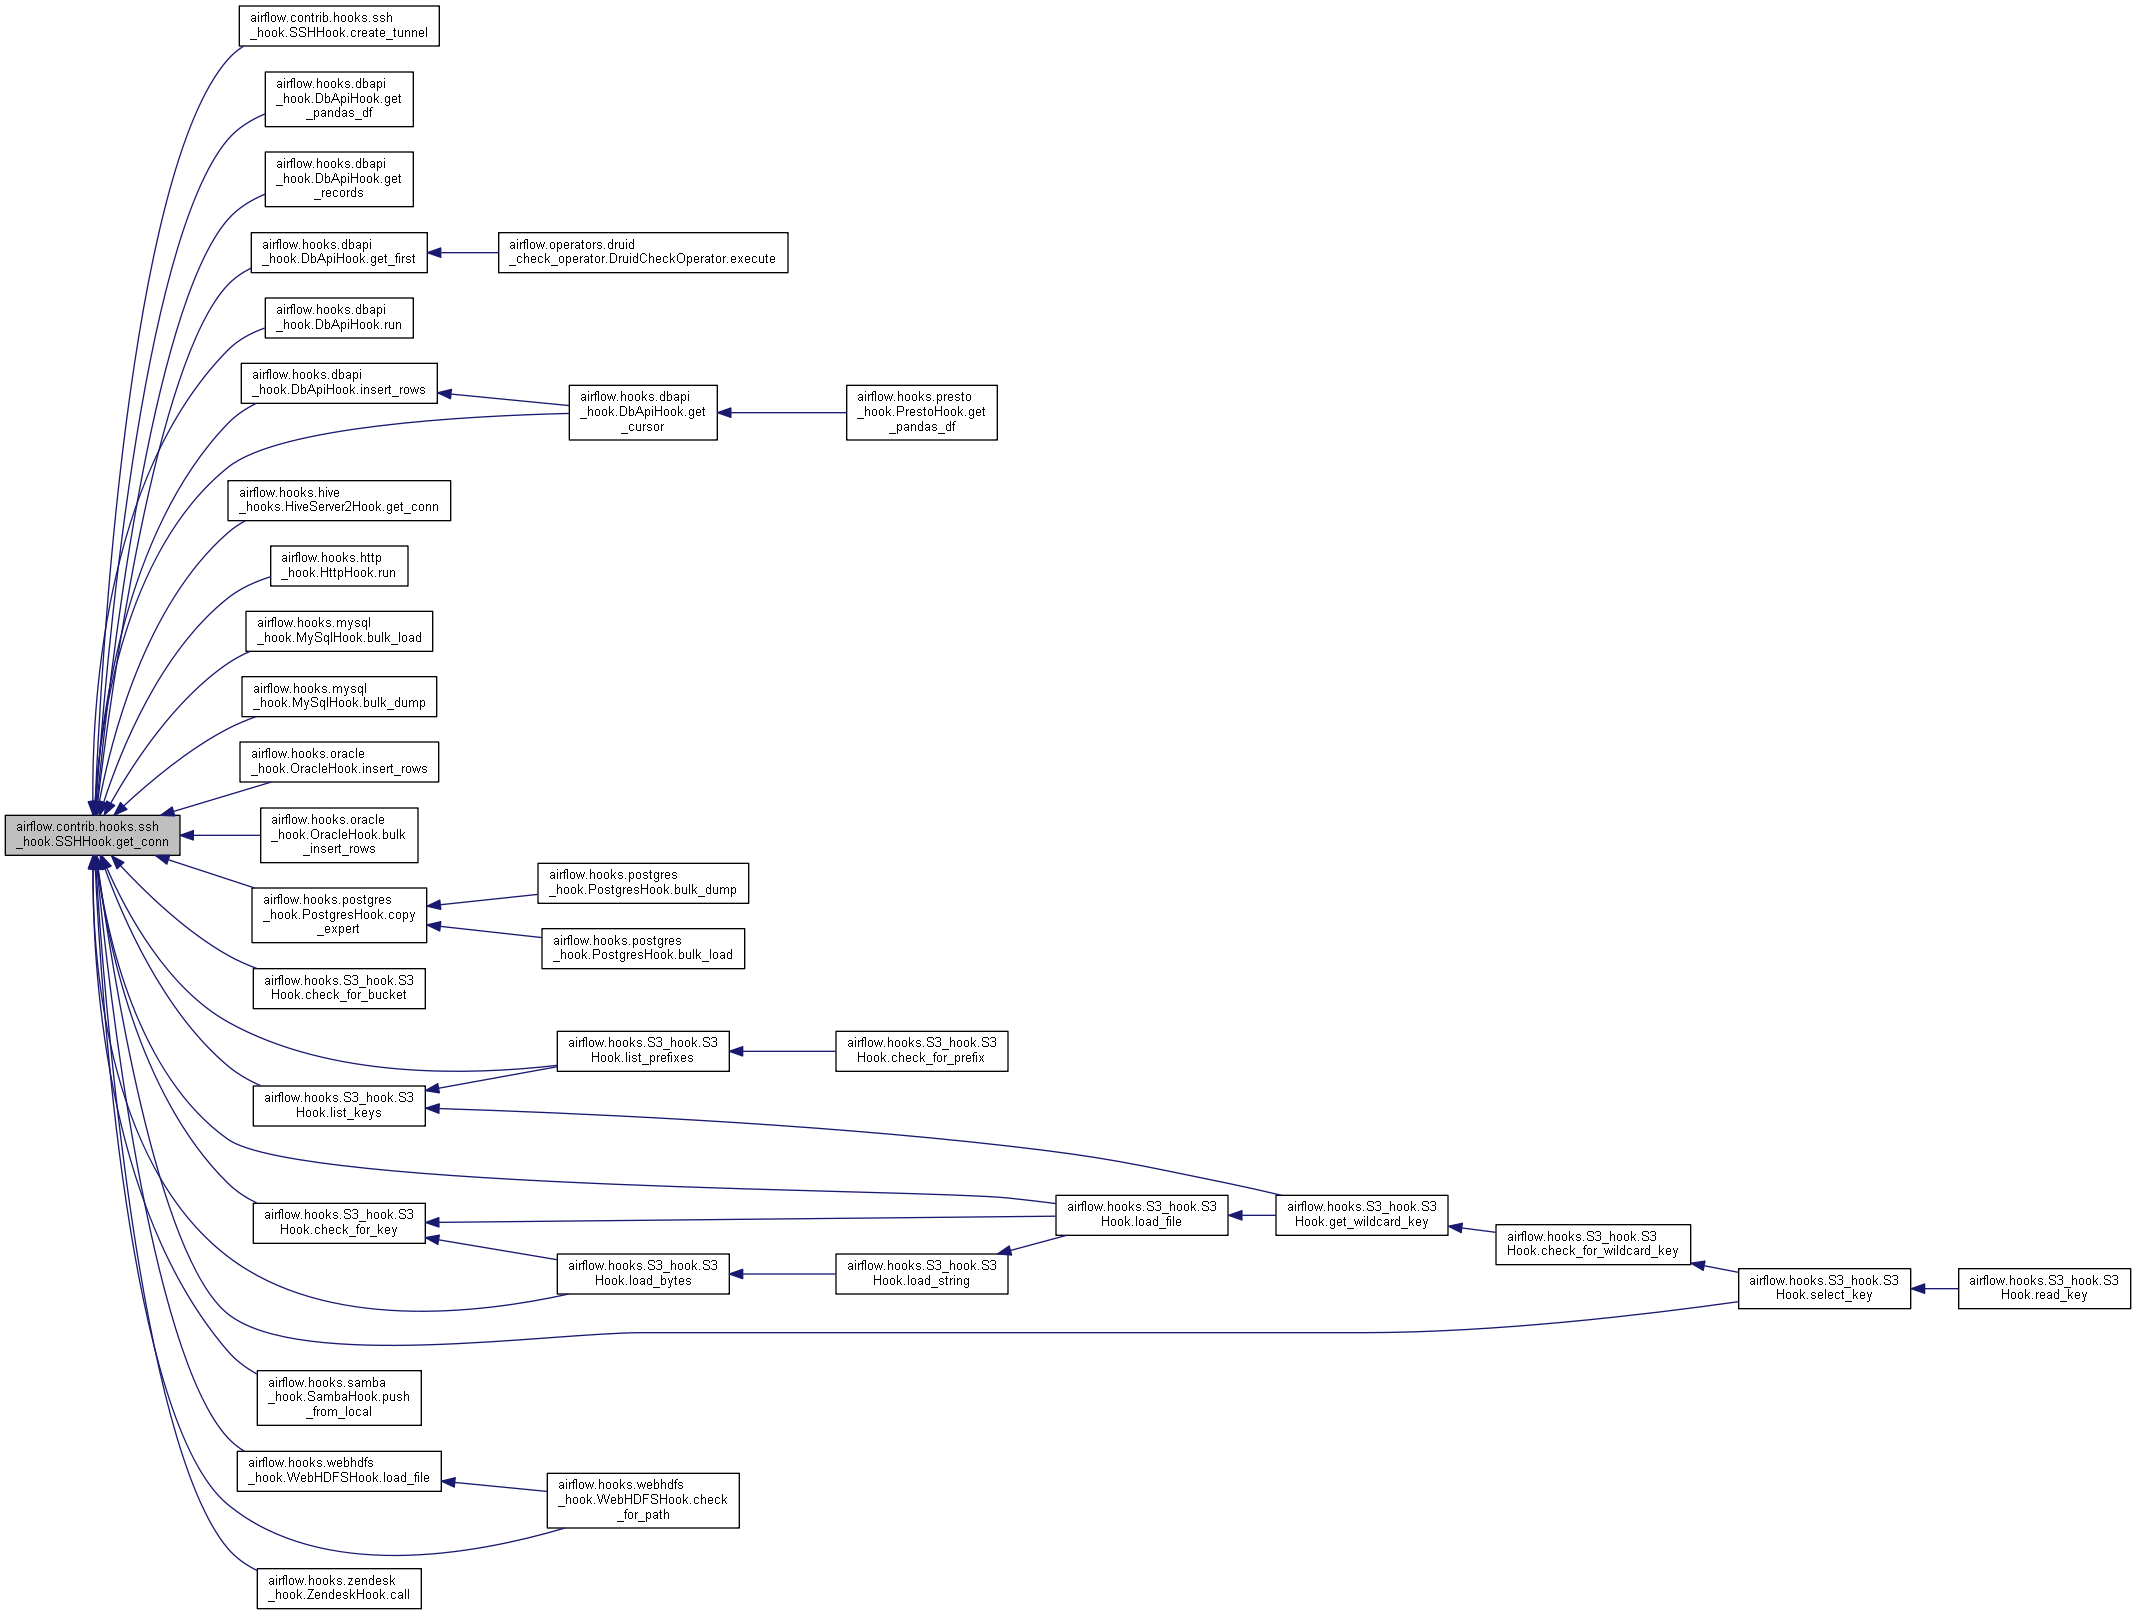 airflow.contrib.hooks.ssh
_hook.SSHHook.create_tunnel
airflow.hooks.dbapi
_hook.DbApiHook.get
_pandas_df
airflow.hooks.dbapi
_hook.DbApiHook.get
_records
airflow.hooks.dbapi
_hook.DbApiHook.get_first
airflow.operators.druid
_check_operator.DruidCheckOperator.execute
airflow.hooks.dbapi
_hook.DbApiHook.run
airflow.hooks.dbapi
_hook.DbApiHook.insert_rows
airflow.hooks.dbapi
_hook.DbApiHook.get
_cursor
airflow.hooks.presto
_hook.PrestoHook.get
_pandas_df
airflow.hooks.hive
_hooks.HiveServer2Hook.get_conn
airflow.hooks.http
_hook.HttpHook.run
airflow.hooks.mysql
_hook.MySqlHook.bulk_load
airflow.hooks.mysql
_hook.MySqlHook.bulk_dump
airflow.hooks.oracle
_hook.OracleHook.insert_rows
airflow.contrib.hooks.ssh
_hook.SSHHook.get_conn
airflow.hooks.oracle
_hook.OracleHook.bulk
_insert_rows
airflow.hooks.postgres
_hook.PostgresHook.copy
_expert
airflow.hooks.postgres
_hook.PostgresHook.bulk_dump
airflow.hooks.postgres
_hook.PostgresHook.bulk_load
airflow.hooks.S3_hook.S3
Hook.check_for_bucket
airflow.hooks.S3_hook.S3
Hook.list_prefixes
airflow.hooks.S3_hook.S3
Hook.check_for_prefix
airflow.hooks.S3_hook.S3
Hook.list_keys
airflow.hooks.S3_hook.S3
Hook.check_for_key
airflow.hooks.S3_hook.S3
Hook.load_file
airflow.hooks.S3_hook.S3
Hook.get_wildcard_key
airflow.hooks.S3_hook.S3
Hook.check_for_wildcard_key
airflow.hooks.S3_hook.S3
Hook.load_bytes
airflow.hooks.S3_hook.S3
Hook.load_string
airflow.hooks.S3_hook.S3
Hook.select_key
airflow.hooks.S3_hook.S3
Hook.read_key
airflow.hooks.samba
_hook.SambaHook.push
_from_local
airflow.hooks.webhdfs
_hook.WebHDFSHook.load_file
airflow.hooks.webhdfs
_hook.WebHDFSHook.check
_for_path
airflow.hooks.zendesk
_hook.ZendeskHook.call